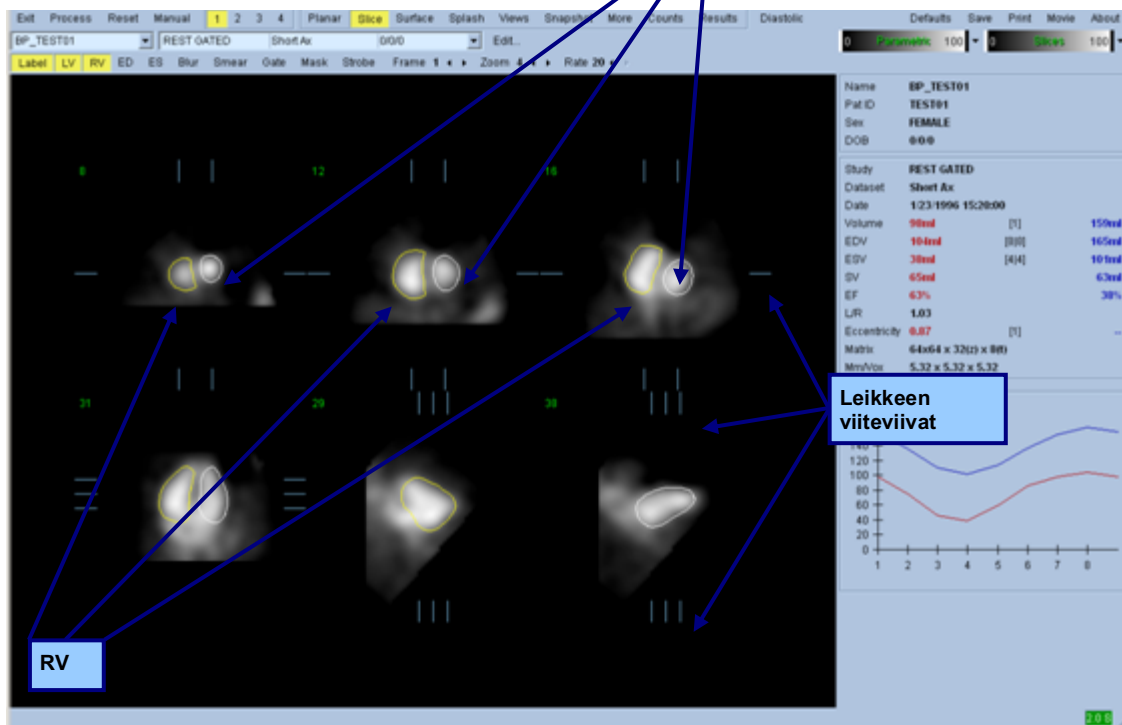 Exit Process Reset Manual 1 2 3 4 Planar Slice Surface Splash Views Snapshot More Counts Results Diastolic Defaults Save Print Movie About
BP_TEST01 REST GATED Short Ax 0/0/0 Edit...
0 Parametric 100 0 Slices 100
Label LV RV ED ES Blur Smear Gate Mask Strobe Frame 1 Zoom 4 Rate 20
Name BP_TEST01
Pat ID TEST01
Sex FEMALE
DOB 0/0/0
Study REST GATED
Dataset Short Ax
Date 1/23/1996 15:20:00
Volume 98ml [1] 159ml
EDV 104ml [8|8] 165ml
ESV 38ml [4|4] 101ml
SV 65ml 63ml
EF 63% 38%
L/R 1.03
Eccentricity 0.87 [1]
Matrix 64x64 x 32(z) x 8(t)
Mm/Vox 5.32 x 5.32 x 5.32
8 12 16
31 29 38
Leikkeen
viiteviivat
140
120
100
80
60
40
20
0
1 2 3 4 5 6 7 8
RV